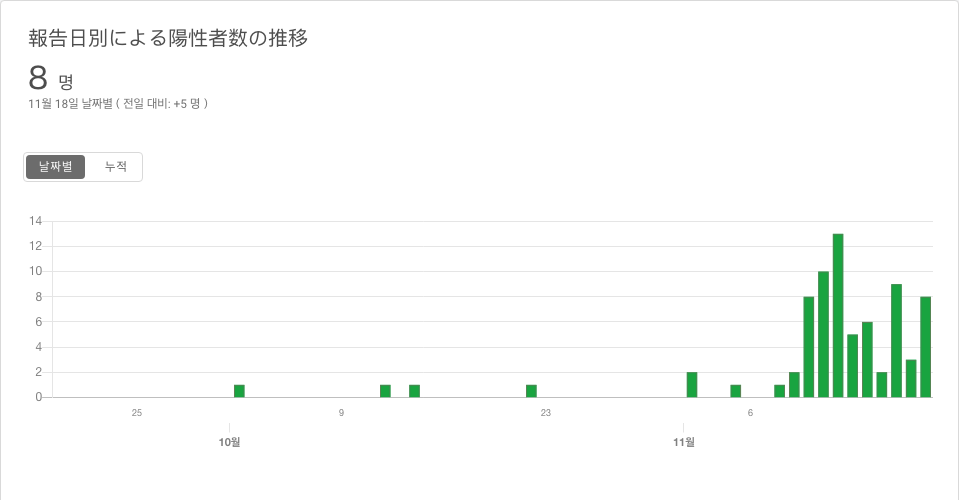 報告日別による陽性者数の推移
8 명
11월 18일 날짜별 ( 전일 대비: +5 명 )
날짜별 누적
14
12
10
8
6
4
2
0
25 9 23 6
10월 11월